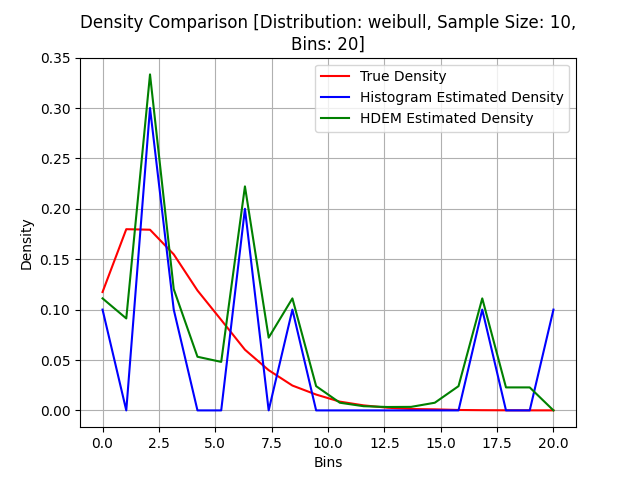 Density Comparison [Distribution: weibull, Sample Size: 10,
Bins: 20]
True Density
Histogram Estimated Density
HDEM Estimated Density
Density
0.35
0.30
0.25
0.20
0.15
0.10
0.05
0.00
0.0 2.5 5.0 7.5 10.0 12.5 15.0 17.5 20.0
Bins